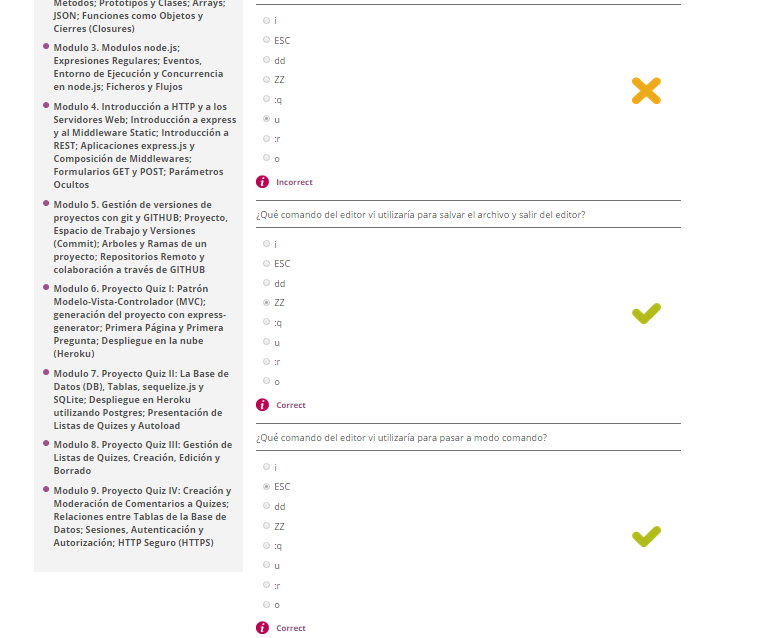 Métodos; Prototipos y Clases; Arrays;
JSON; Funciones como Objetos y
Cierres (Closures)
Modulo 3. Modulos node.js;
Expresiones Regulares; Eventos,
Entorno de Ejecución y Concurrencia
en node.js; Ficheros y Flujos
Modulo 4. Introducción a HTTP y a los
Servidores Web; Introducción a express
y al Middleware Static; Introducción a
REST; Aplicaciones express.js y
Composición de Middlewares;
Formularios GET y POST; Parámetros
Ocultos
Modulo 5. Gestión de versiones de
proyectos con git y GITHUB; Proyecto,
Espacio de Trabajo y Versiones
(Commit); Arboles y Ramas de un
proyecto; Repositorios Remoto y
colaboración a través de GITHUB
Modulo 6. Proyecto Quiz I: Patrón
Modelo-Vista-Controlador (MVC);
generación del proyecto con express-
generator; Primera Página y Primera
Pregunta; Despliegue en la nube
(Heroku)
Modulo 7. Proyecto Quiz II: La Base de
Datos (DB), Tablas, sequelize.js y
SQLite; Despliegue en Heroku
utilizando Postgres; Presentación de
Listas de Quizes y Autoload
Modulo 8. Proyecto Quiz III: Gestión de
Listas de Quizes, Creación, Edición y
Borrado
Modulo 9. Proyecto Quiz IV: Creación y
Moderación de Comentarios a Quizes;
Relaciones entre Tablas de la Base de
Datos; Sesiones, Autenticación y
Autorización; HTTP Seguro (HTTPS)
i
ESC
dd
ZZ
:q
u
:r
o
Incorrect
¿Qué comando del editor vi utilizaría para salvar el archivo y salir del editor?
i
ESC
dd
ZZ
:q
u
:r
o
Correct
¿Qué comando del editor vi utilizaría para pasar a modo comando?
i
ESC
dd
ZZ
:q
u
:r
o
Correct